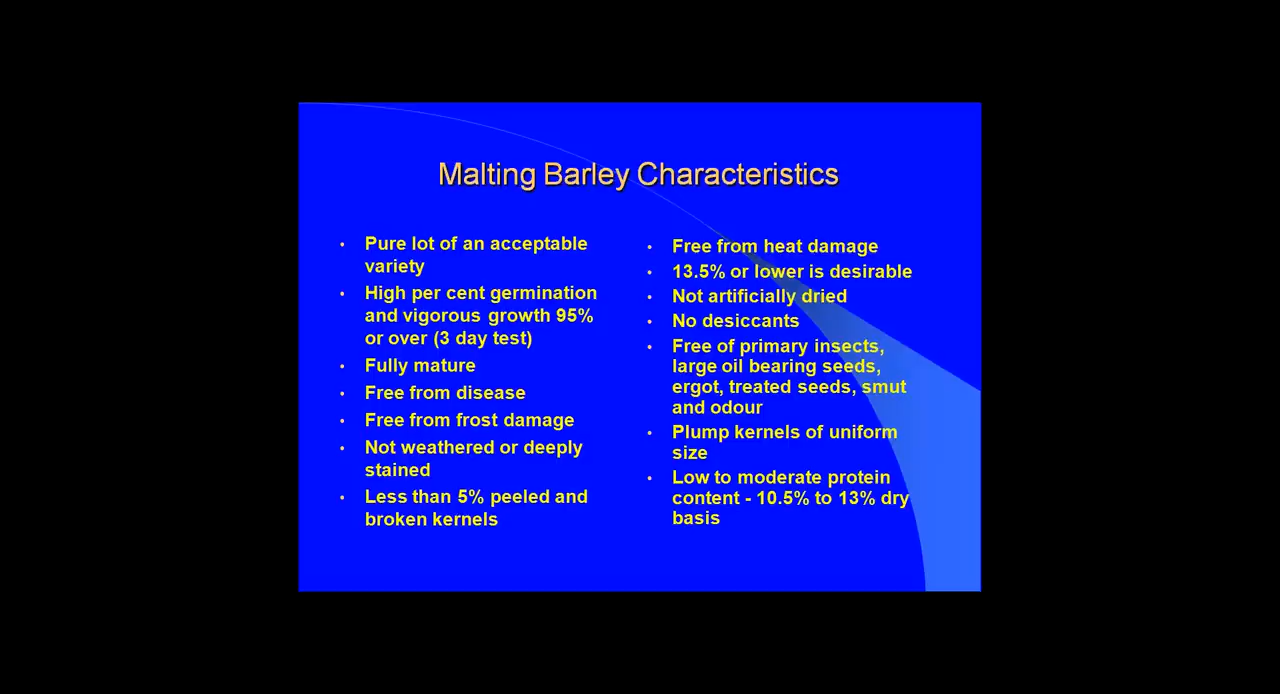 Malting Barley Characteristics
• Pure lot of an acceptable
variety
• High per cent germination
and vigorous growth 95%
or over (3 day test)
• Fully mature
• Free from disease
• Free from frost damage
• Not weathered or deeply
stained
• Less than 5% peeled and
broken kernels
• Free from heat damage
• 13.5% or lower is desirable
• Not artificially dried
• No desiccants
• Free of primary insects,
large oil bearing seeds,
ergot, treated seeds, smut
and odour
• Plump kernels of uniform
size
• Low to moderate protein
content - 10.5% to 13% dry
basis